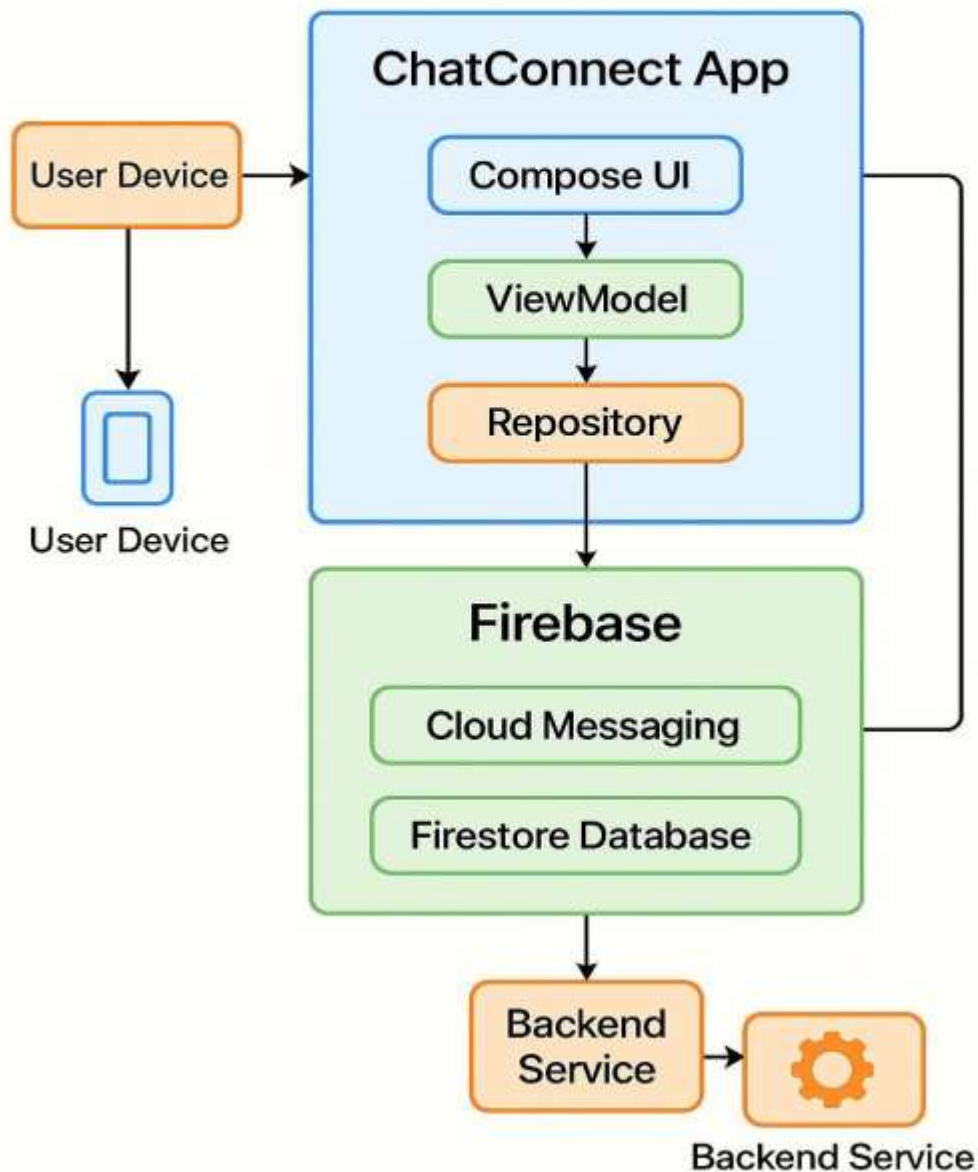 ChatConnect App
User Device
Compose UI
ViewModel
Repository
User Device
Firebase
Cloud Messaging
Firestore Database
Backend
Service
Backend Service